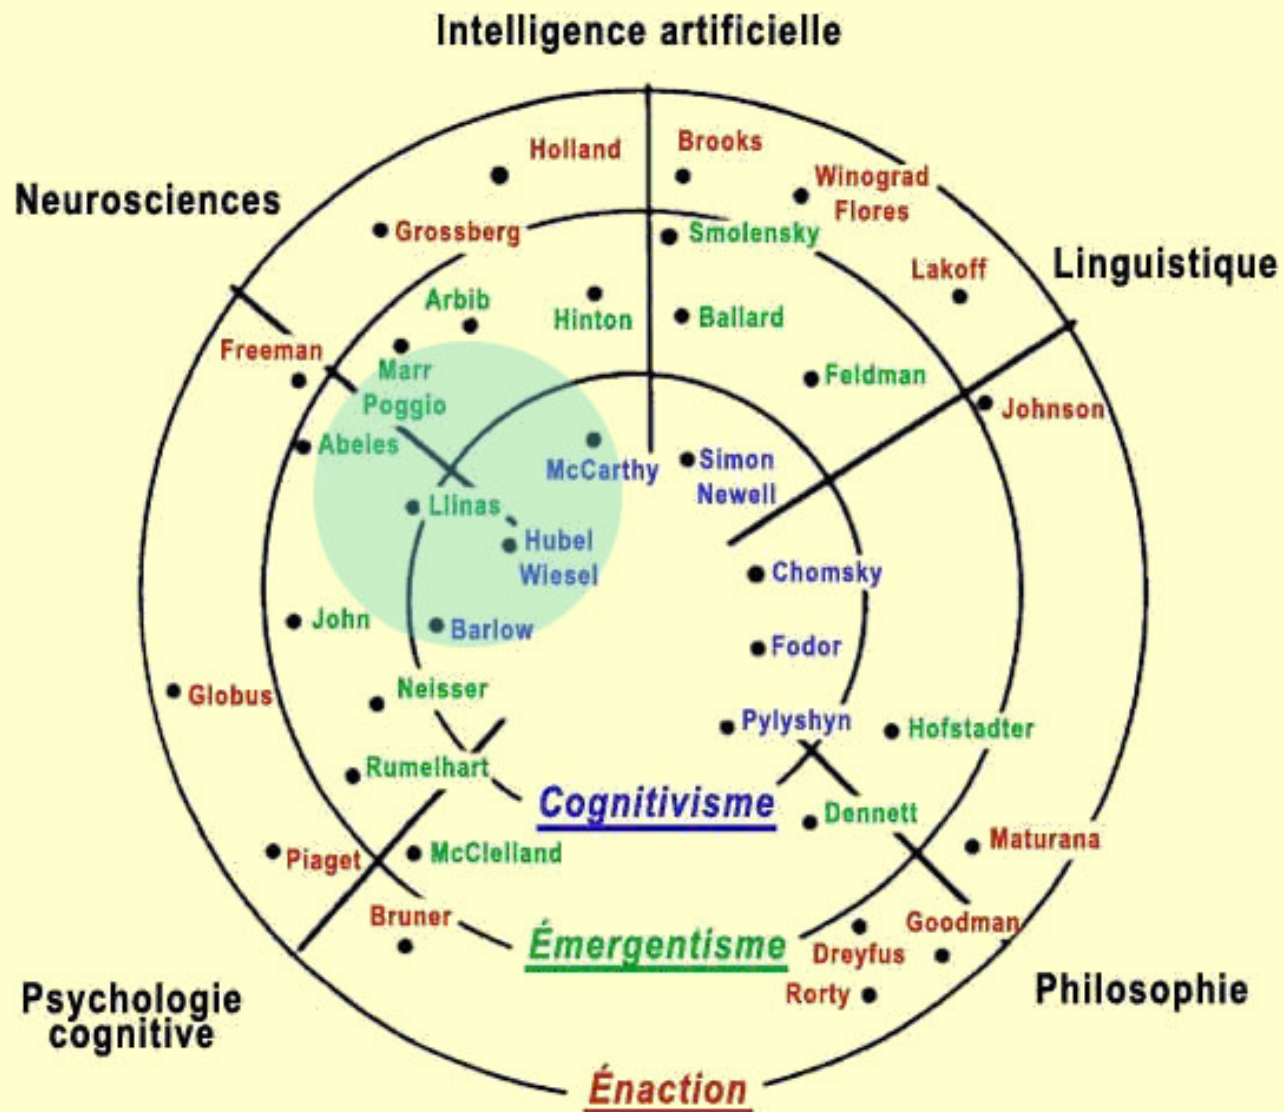 Intelligence artificielle
Holland
Brooks
Winograd
Flores
Neurosciences
Grossberg
Smolensky
Lakoff
Linguistique
Arbib
Hinton
Ballard
Freeman
Marr
Poggio
Feldman
Johnson
Abeles
McCarthy
Simon
Newell
Llinas
Hubel
Wiesel
Chomsky
John
Barlow
Fodor
Globus
Neisser
Pylyshyn
Hofstadter
Rumelhart
Cognitivisme
Dennett
Piaget
McClelland
Maturana
Bruner
Émergentisme
Goodman
Dreyfus
Rorty
Psychologie
cognitive
Philosophie
Énaction